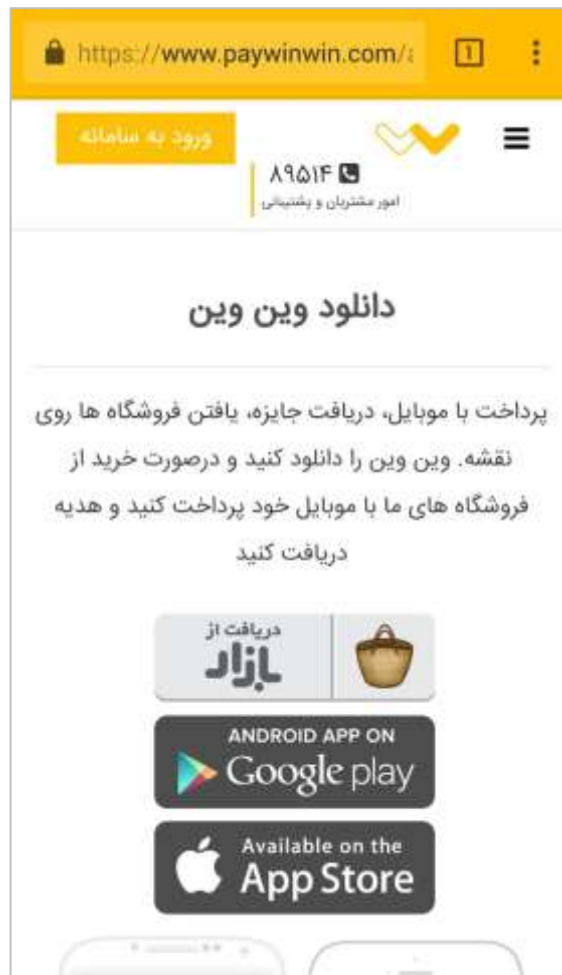 https://www.paywinwin.com/a
1
ورود به سامانه
۸۹۵۱۴
امور مشتریان و پشتیبانی
دانلود وین وین
پرداخت با موبایل، دریافت جایزه، یافتن فروشگاه ها روی
نقشه. وین وین را دانلود کنید و درصورت خرید از
فروشگاه های ما با موبایل خود پرداخت کنید و هدیه
دریافت کنید
دریافت از
بازار
ANDROID APP ON
Google play
Available on the
App Store